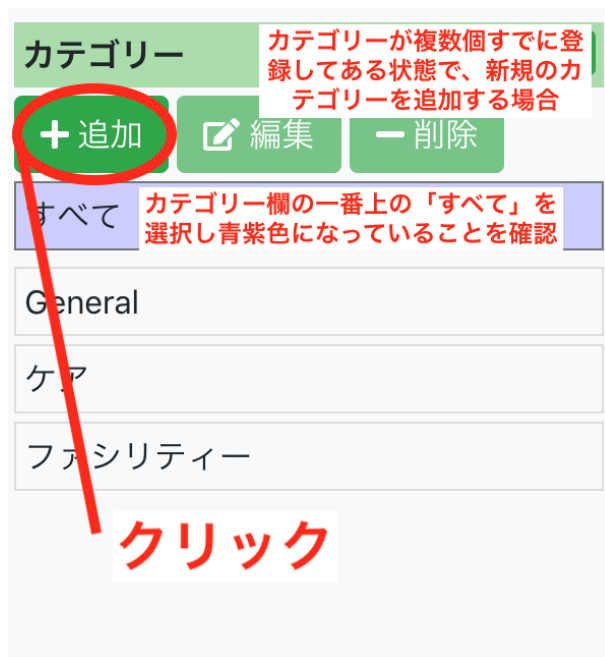 カテゴリー
カテゴリーが複数個すでに登
録してある状態で、新規のカ
テゴリーを追加する場合
追加
編集
削除
すべて
カテゴリー欄の一番上の「すべて」を
選択し青紫色になっていることを確認
General
ケア
ファシリティー
クリック